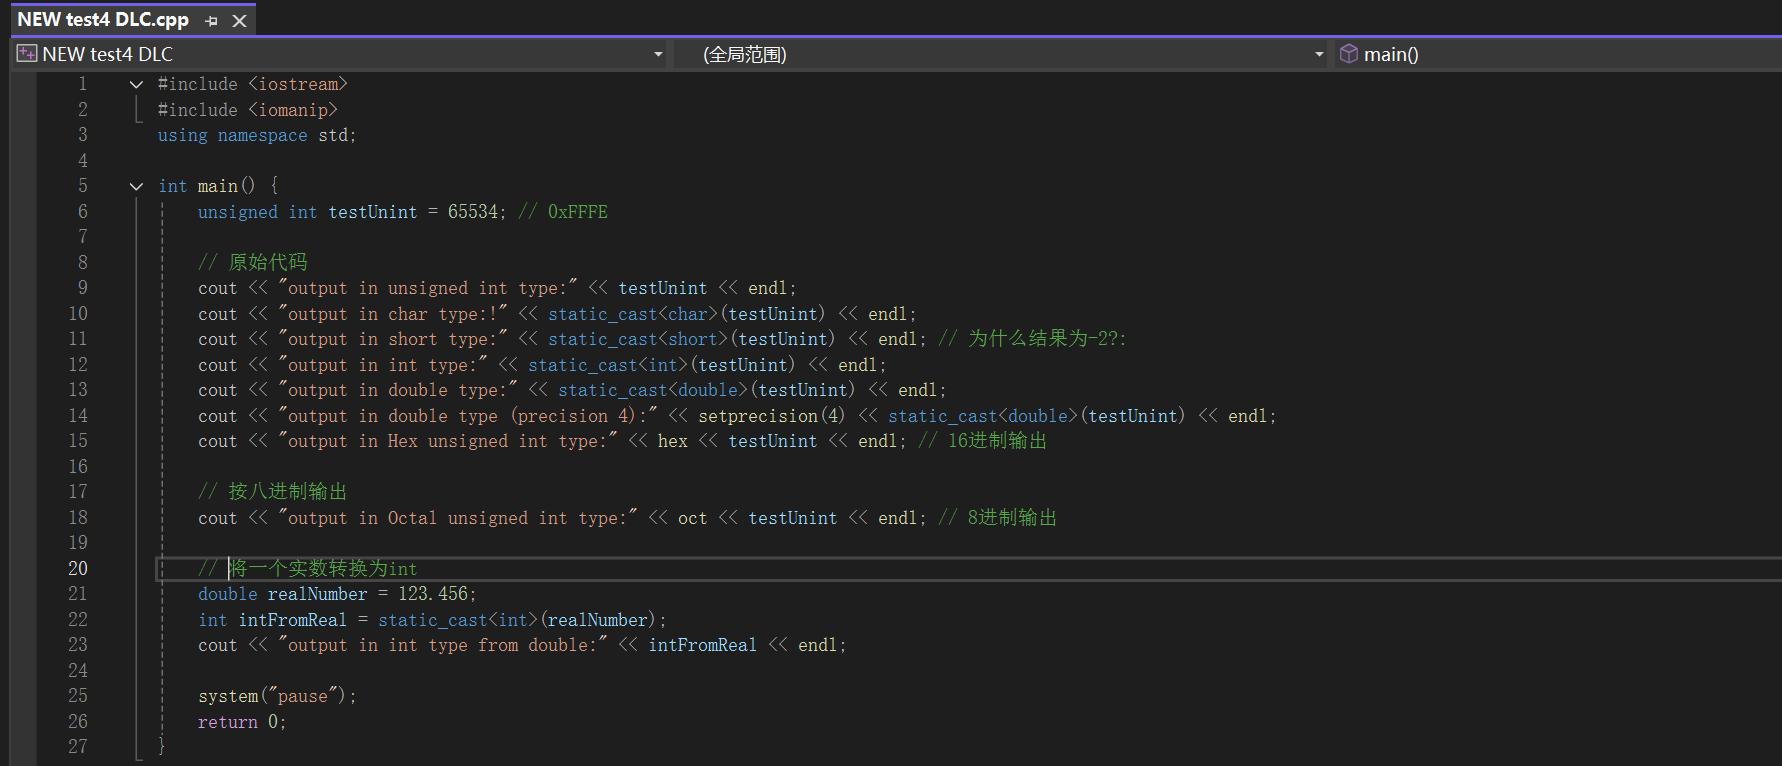 NEW test4 DLC.cpp
NEW test4 DLC (全局范围) main()
1 #include <iostream>
2 #include <iomanip>
3 using namespace std;
4
5 int main() {
6 unsigned int testUnint = 65534; // 0xFFFE
7
8 // 原始代码
9 cout << "output in unsigned int type:" << testUnint << endl;
10 cout << "output in char type:!" << static_cast<char>(testUnint) << endl;
11 cout << "output in short type:" << static_cast<short>(testUnint) << endl; // 为什么结果为-2?:
12 cout << "output in int type:" << static_cast<int>(testUnint) << endl;
13 cout << "output in double type:" << static_cast<double>(testUnint) << endl;
14 cout << "output in double type (precision 4):" << setprecision(4) << static_cast<double>(testUnint) << endl;
15 cout << "output in Hex unsigned int type:" << hex << testUnint << endl; // 16进制输出
16
17 // 按八进制输出
18 cout << "output in Octal unsigned int type:" << oct << testUnint << endl; // 8进制输出
19
20 // 将一个实数转换为int
21 double realNumber = 123.456;
22 int intFromReal = static_cast<int>(realNumber);
23 cout << "output in int type from double:" << intFromReal << endl;
24
25 system("pause");
26 return 0;
27 }